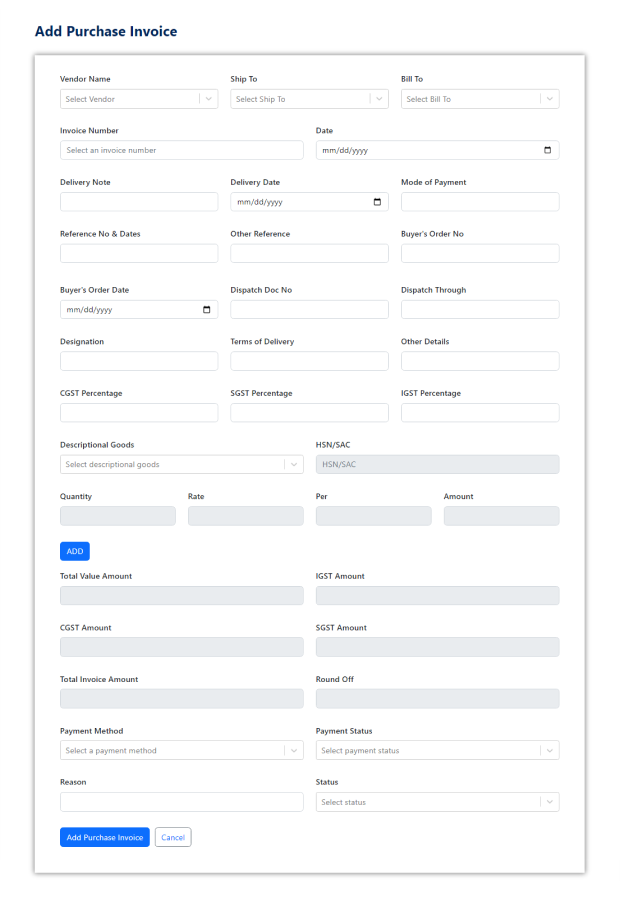 Add Purchase Invoice
Vendor Name Ship To Bill To
Select Vendor Select Ship To Select Bill To
Invoice Number Date
Select an invoice number mm/dd/yyyy
Delivery Note Delivery Date Mode of Payment
mm/dd/yyyy
Reference No & Dates Other Reference Buyer's Order No
Buyer's Order Date Dispatch Doc No Dispatch Through
mm/dd/yyyy
Designation Terms of Delivery Other Details
CGST Percentage SGST Percentage IGST Percentage
Descriptional Goods HSN/SAC
Select descriptional goods HSN/SAC
Quantity Rate Per Amount
ADD
Total Value Amount IGST Amount
CGST Amount SGST Amount
Total Invoice Amount Round Off
Payment Method Payment Status
Select a payment method Select payment status
Reason Status
Select status
Add Purchase Invoice Cancel